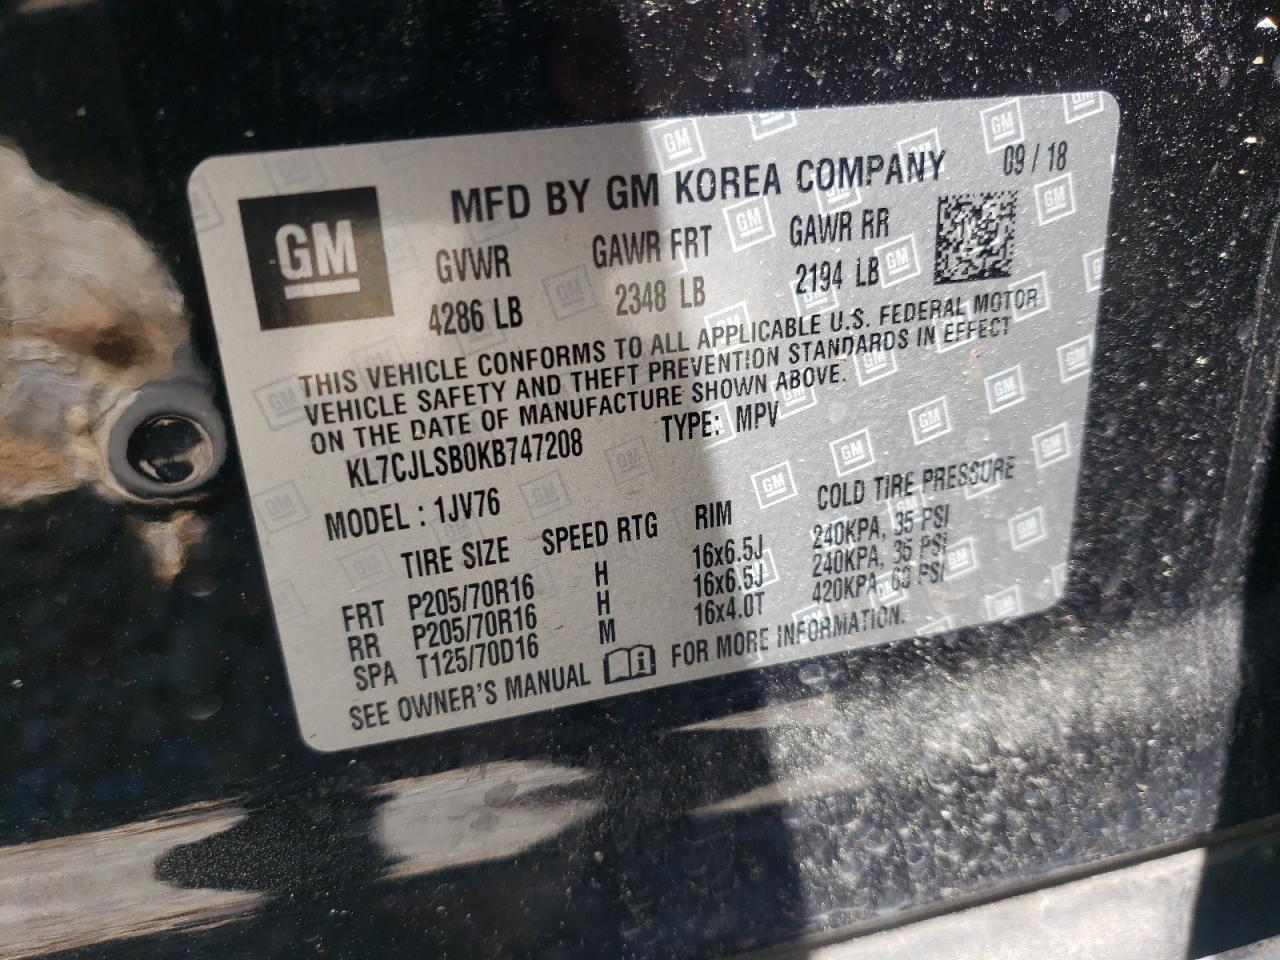 GM
MFD BY GM KOREA COMPANY 09 / 18
GVWR GAWR FRT GAWR RR
4286 LB 2348 LB 2194 LB
THIS VEHICLE CONFORMS TO ALL APPLICABLE U.S. FEDERAL MOTOR
VEHICLE SAFETY AND THEFT PREVENTION STANDARDS IN EFFECT
ON THE DATE OF MANUFACTURE SHOWN ABOVE.
KL7CJLSB0KB747208 TYPE: MPV
MODEL : 1JV76
TIRE SIZE SPEED RTG RIM COLD TIRE PRESSURE
FRT P205/70R16 H 16x6.5J 240KPA, 35 PSI
RR P205/70R16 H 16x6.5J 240KPA, 35 PSI
SPA T125/70D16 M 16x4.0T 420KPA, 60 PSI
SEE OWNER'S MANUAL FOR MORE INFORMATION.